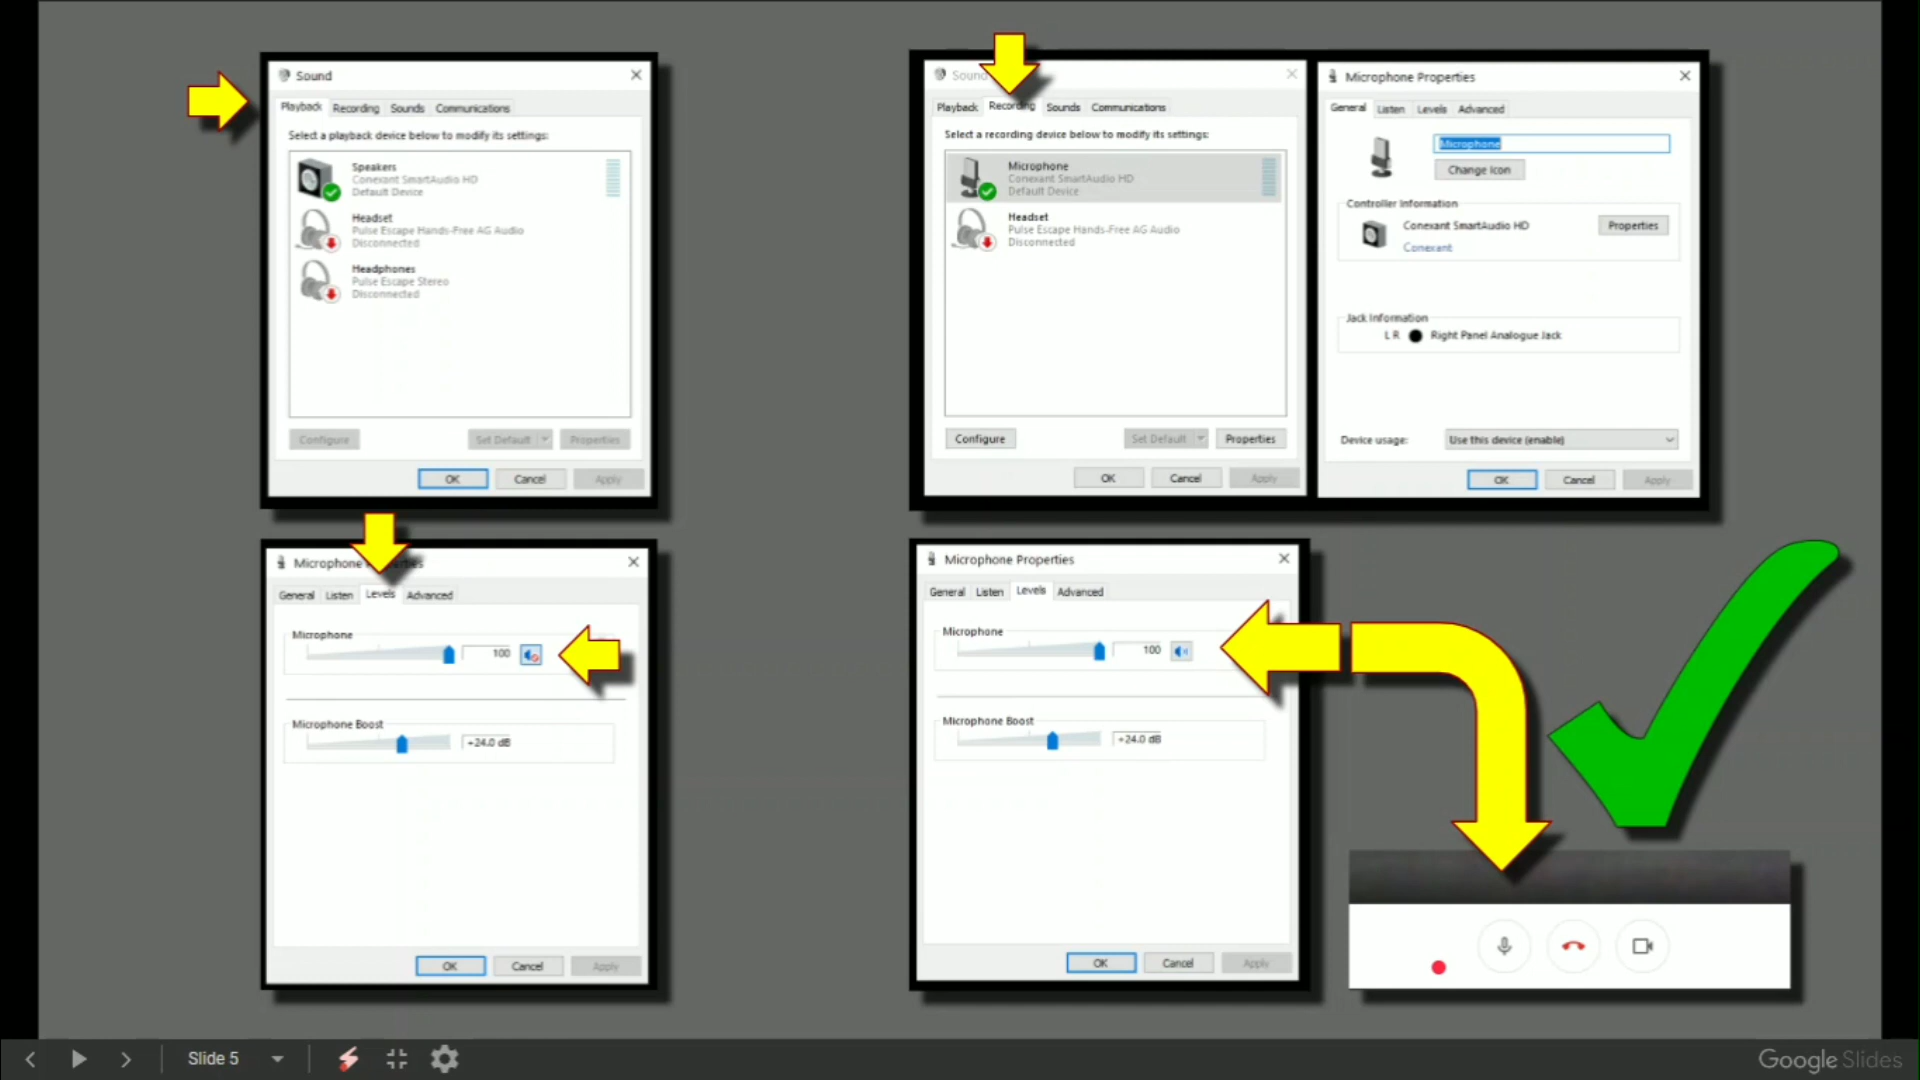 Sound
Playback Recording Sounds Communications
Select a playback device below to modify its settings:
Speakers
Conexant SmartAudio HD
Default Device
Headset
Pulse Escape Hands-Free AG Audio
Disconnected
Headphones
Pulse Escape Stereo
Disconnected
Configure Set Default Properties
OK Cancel Apply
Sound
Playback Recording Sounds Communications
Select a recording device below to modify its settings:
Microphone
Conexant SmartAudio HD
Default Device
Headset
Pulse Escape Hands-Free AG Audio
Disconnected
Configure Set Default Properties
OK Cancel Apply
Microphone Properties
General Listen Levels Advanced
Microphone
Change Icon
Controller Information
Conexant SmartAudio HD Properties
Conexant
Jack Information
L R Right Panel Analogue Jack
Device usage: Use this device (enable)
OK Cancel Apply
Microphone Properties
General Listen Levels Advanced
Microphone
100
Microphone Boost
+24.0 dB
OK Cancel Apply
Microphone Properties
General Listen Levels Advanced
Microphone
100
Microphone Boost
+24.0 dB
OK Cancel Apply
Slide 5
Google Slides